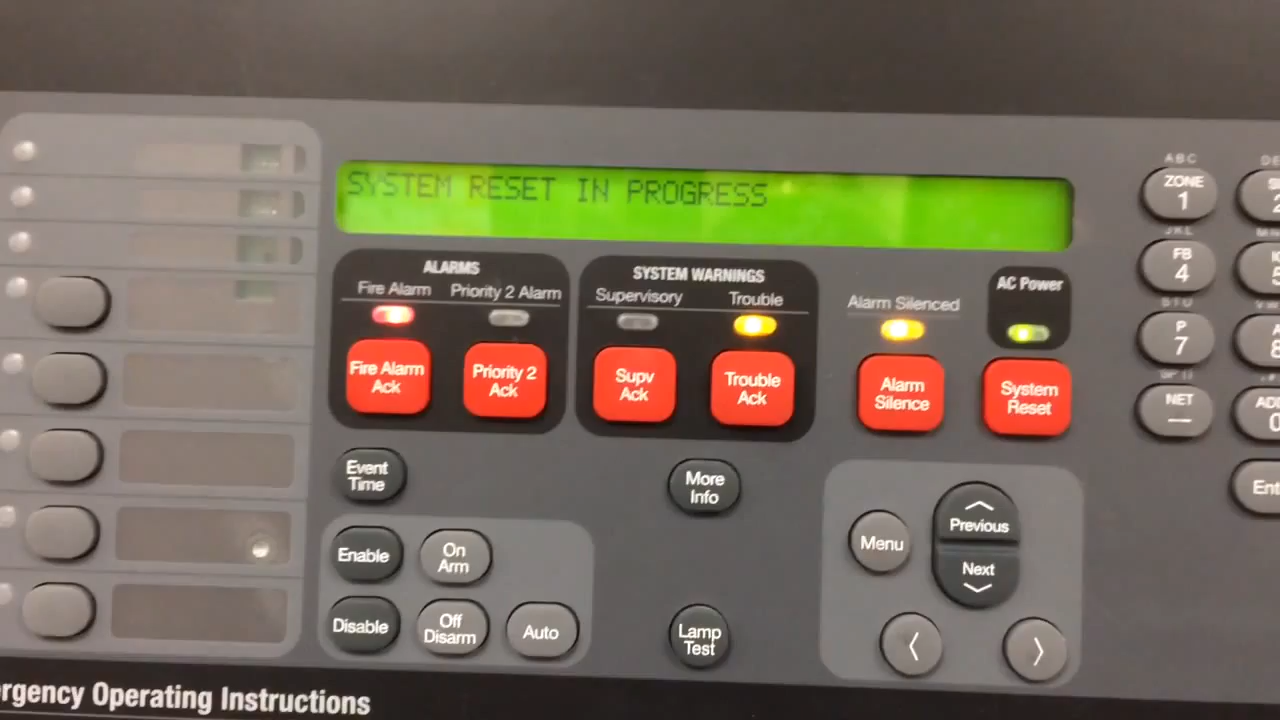 SYSTEM RESET IN PROGRESS
ALARMS
Fire Alarm
Priority 2 Alarm
SYSTEM WARNINGS
Supervisory
Trouble
Alarm Silenced
AC Power
Fire Alarm
Ack
Priority 2
Ack
Supv
Ack
Trouble
Ack
Alarm
Silence
System
Reset
Event
Time
More
Info
Enable
On
Arm
Disable
Off
Disarm
Auto
Lamp
Test
Menu
Previous
Next
ABC
ZONE
1
JKL
FB
4
STU
P
7
NET
Operating Instructions